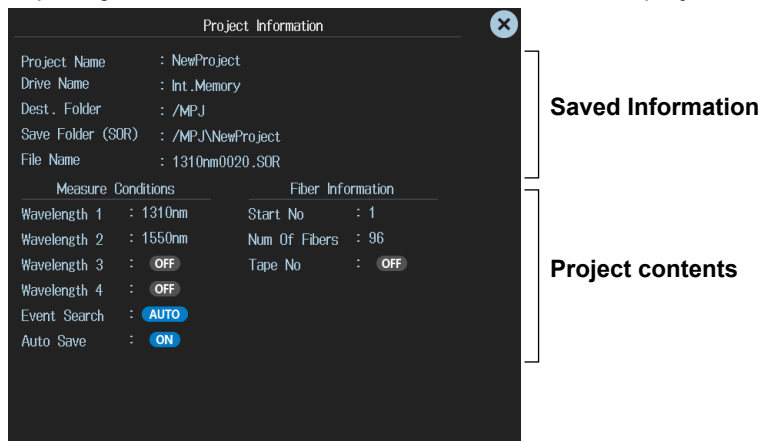 Project Information
Project Name : NewProject
Drive Name : Int.Memory
Dest. Folder : /MPJ
Save Folder (SOR) : /MPJ\NewProject
File Name : 1310nm0020.SOR
Saved Information
Measure Conditions
Wavelength 1 : 1310nm
Wavelength 2 : 1550nm
Wavelength 3 : OFF
Wavelength 4 : OFF
Event Search : AUTO
Auto Save : ON
Fiber Information
Start No : 1
Num Of Fibers : 96
Tape No : OFF
Project contents